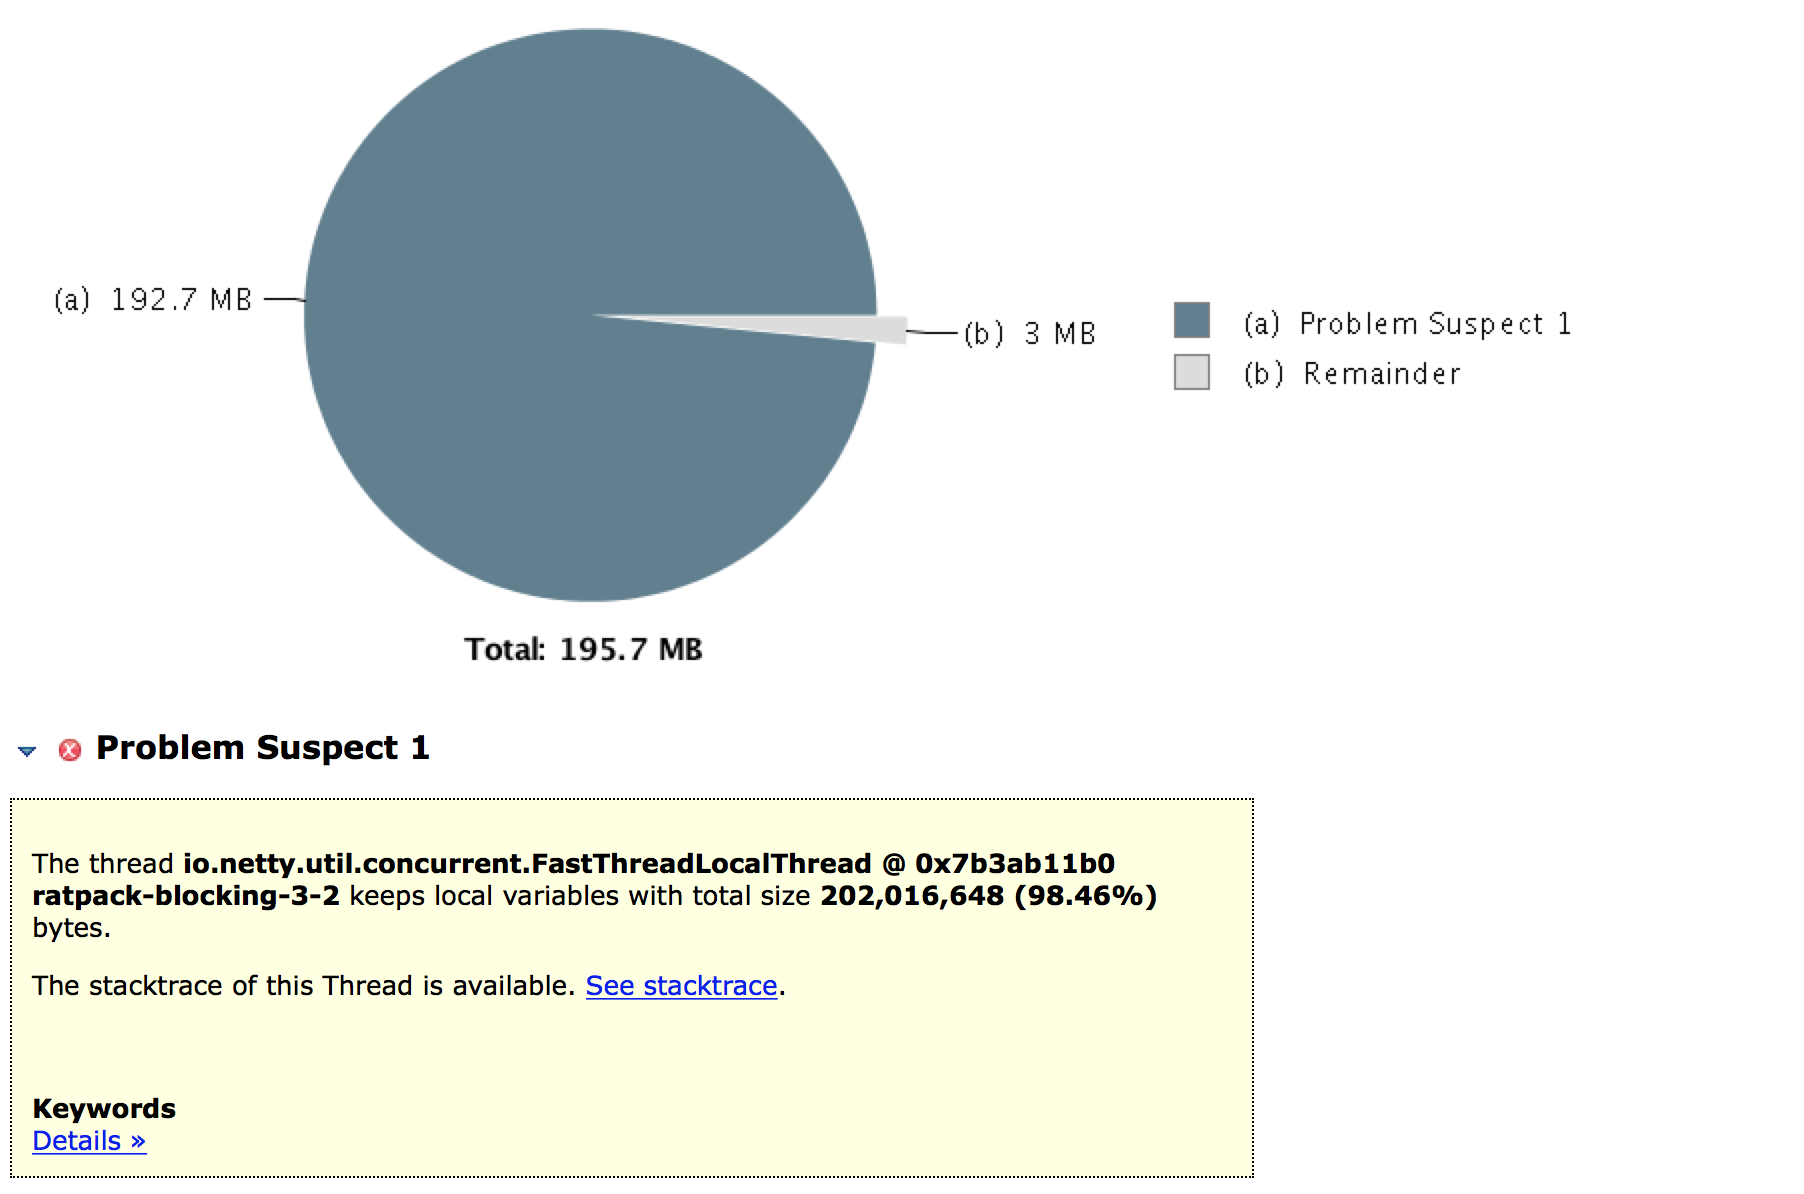 (a) 192.7 MB
(b) 3 MB
(a) Problem Suspect 1
(b) Remainder
Total: 195.7 MB
Problem Suspect 1
The thread io.netty.util.concurrent.FastThreadLocalThread @ 0x7b3ab11b0
ratpack-blocking-3-2 keeps local variables with total size 202,016,648 (98.46%)
bytes.
The stacktrace of this Thread is available. See stacktrace.
Keywords
Details »